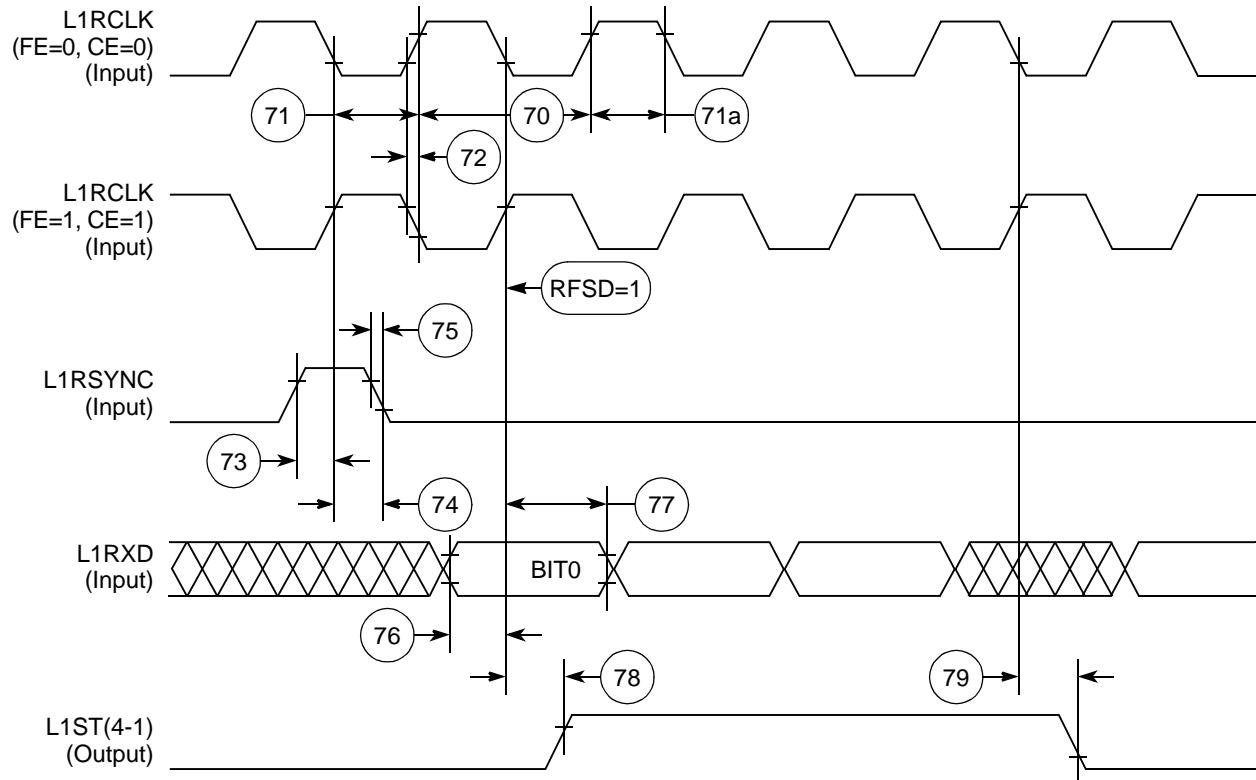 L1RCLK
(FE=0, CE=0)
(Input)
71
70
71a
72
L1RCLK
(FE=1, CE=1)
(Input)
RFSD=1
75
L1RSYNC
(Input)
73
74
77
L1RXD
(Input)
BIT0
76
78
79
L1ST(4-1)
(Output)